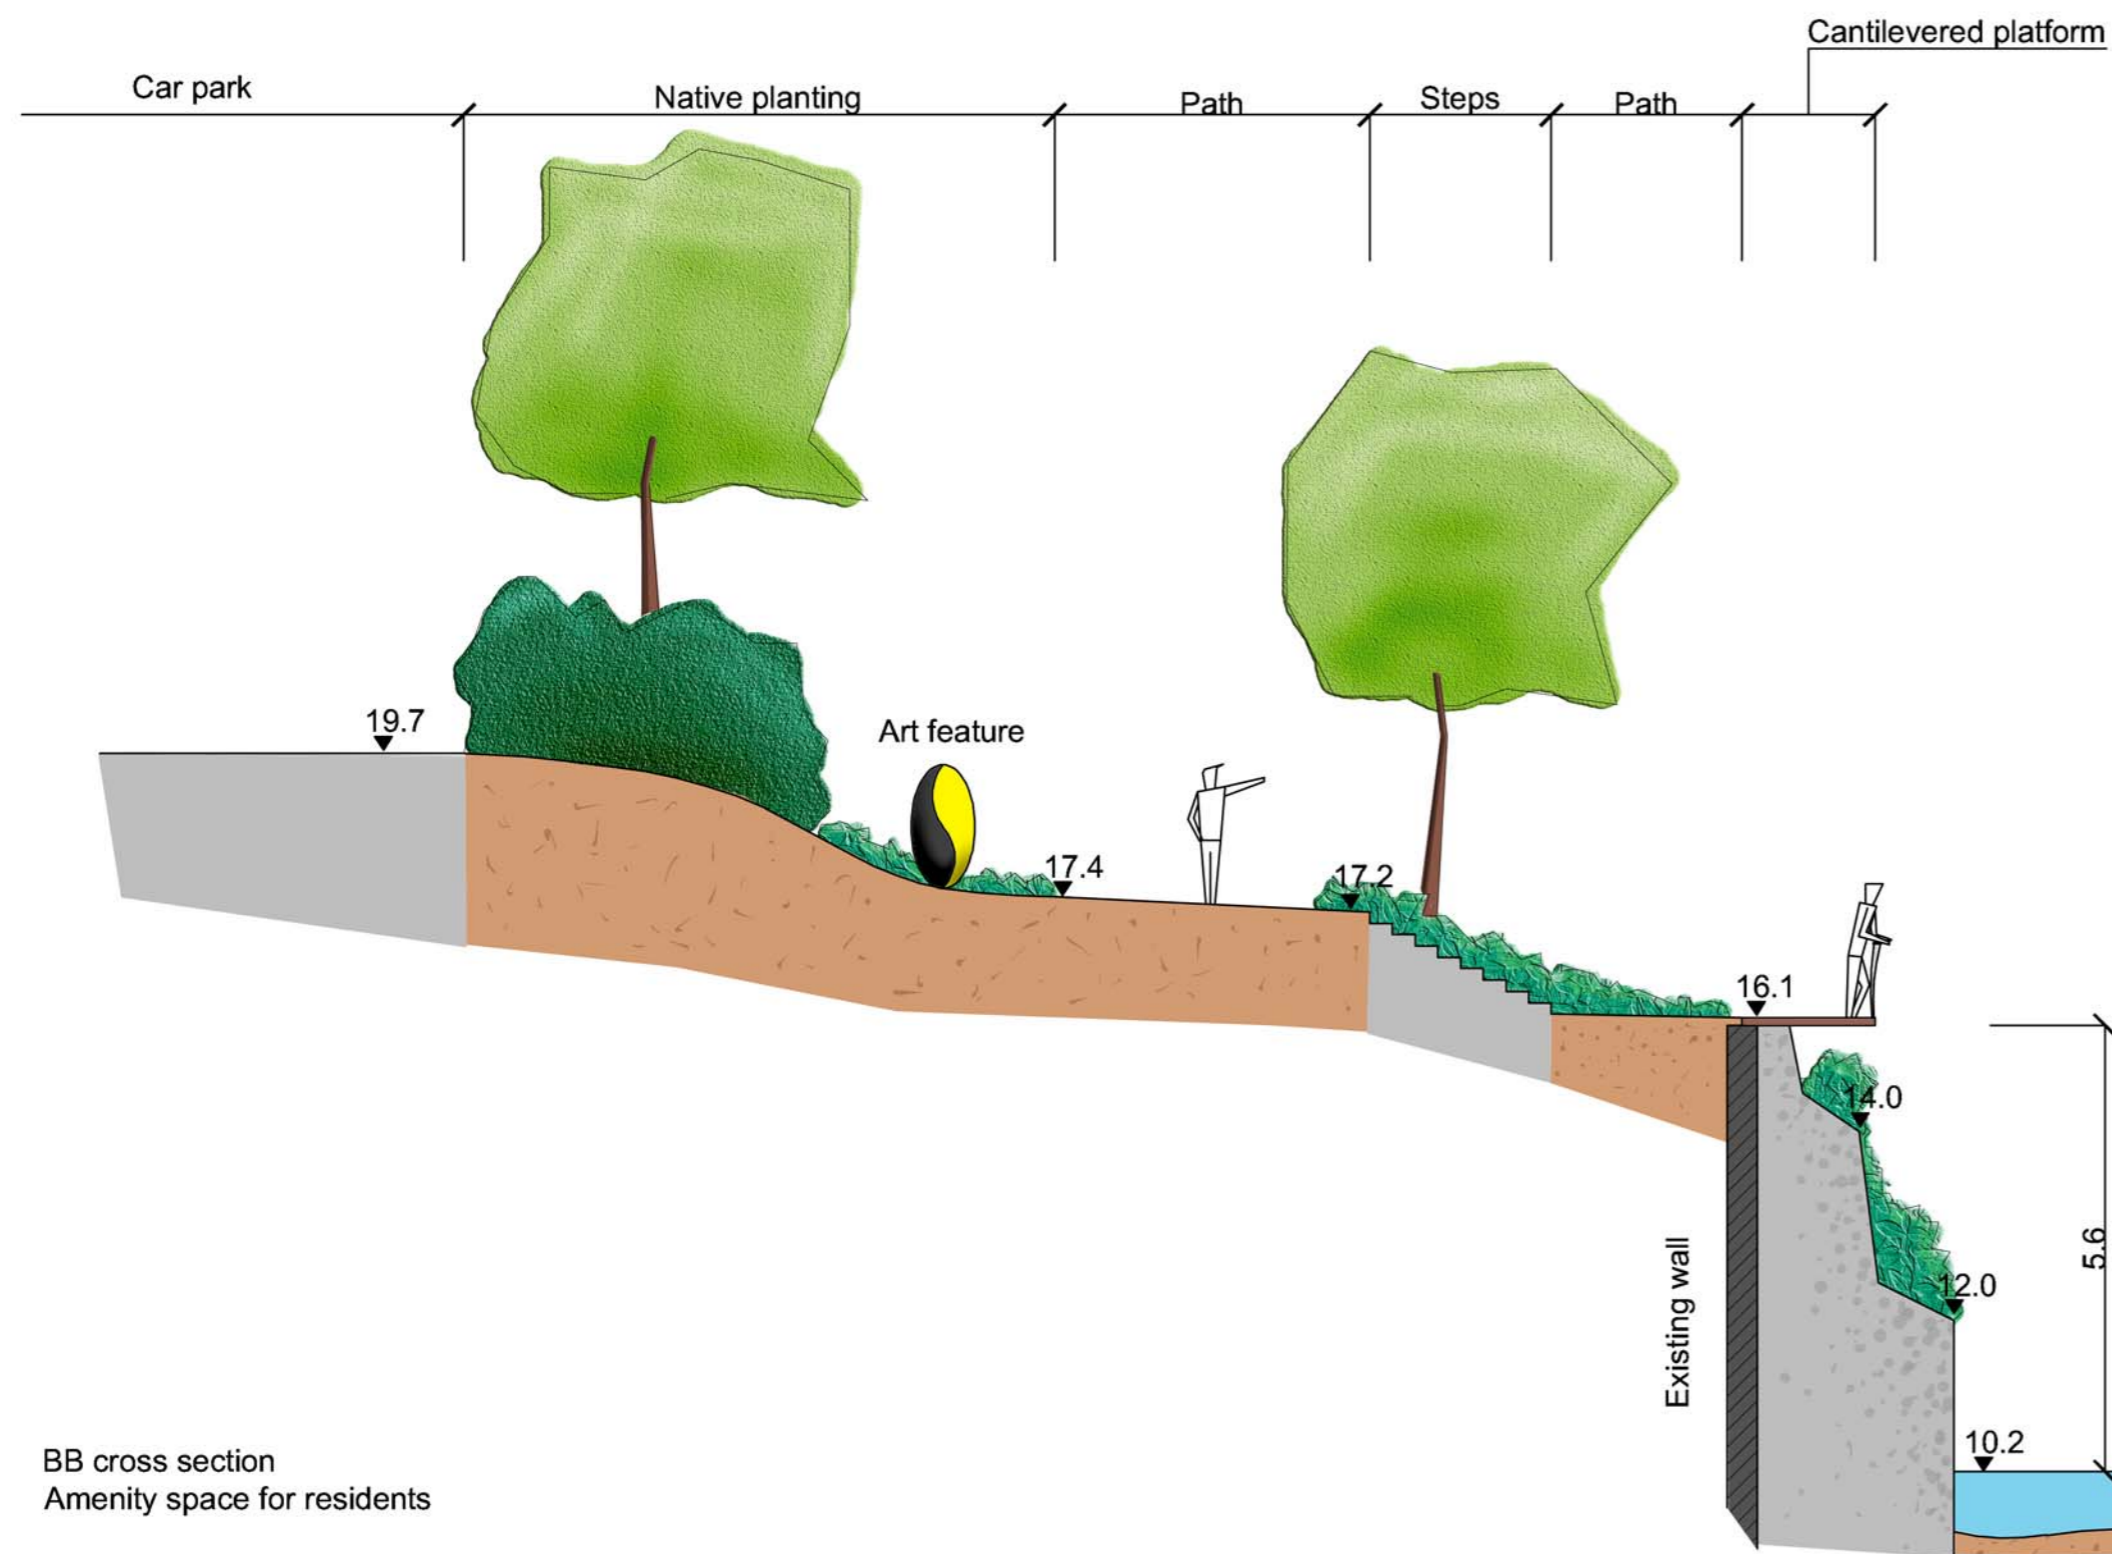 Cantilevered platform
Car park
Native planting
Path
Steps
Path
19.7
Art feature
17.4
17.2
16.1
14.0
5.6
Existing wall
12.0
10.2
BB cross section
Amenity space for residents